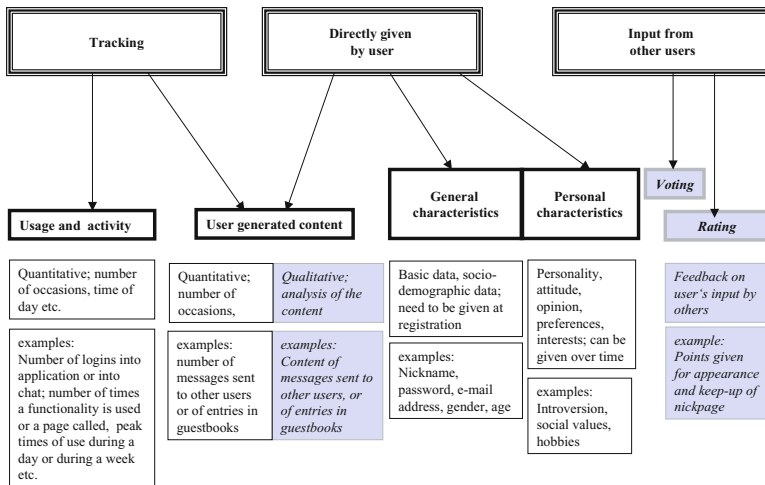 Tracking
Directly given
by user
Input from
other users
Usage and activity
User generated content
General
characteristics
Personal
characteristics
Voting
Rating
Quantitative; number
of occasions, time of
day etc.
examples:
Number of logins into
application or into
chat; number of times
a functionality is used
or a page called, peak
times of use during a
day or during a week
etc.
Quantitative;
number of
occasions,
examples:
number of
messages sent
to other users
or of entries in
guestbooks
Qualitative;
analysis of the
content
examples:
Content of
messages sent to
other users, or
of entries in
guestbooks
Basic data, socio-
demographic data;
need to be given at
registration
examples:
Nickname,
password, e-mail
address, gender, age
Personality,
attitude,
opinion,
preferences,
interests; can be
given over time
examples:
Introversion,
social values,
hobbies
Feedback on
user's input by
others
example:
Points given
for appearance
and keep-up of
nickpage